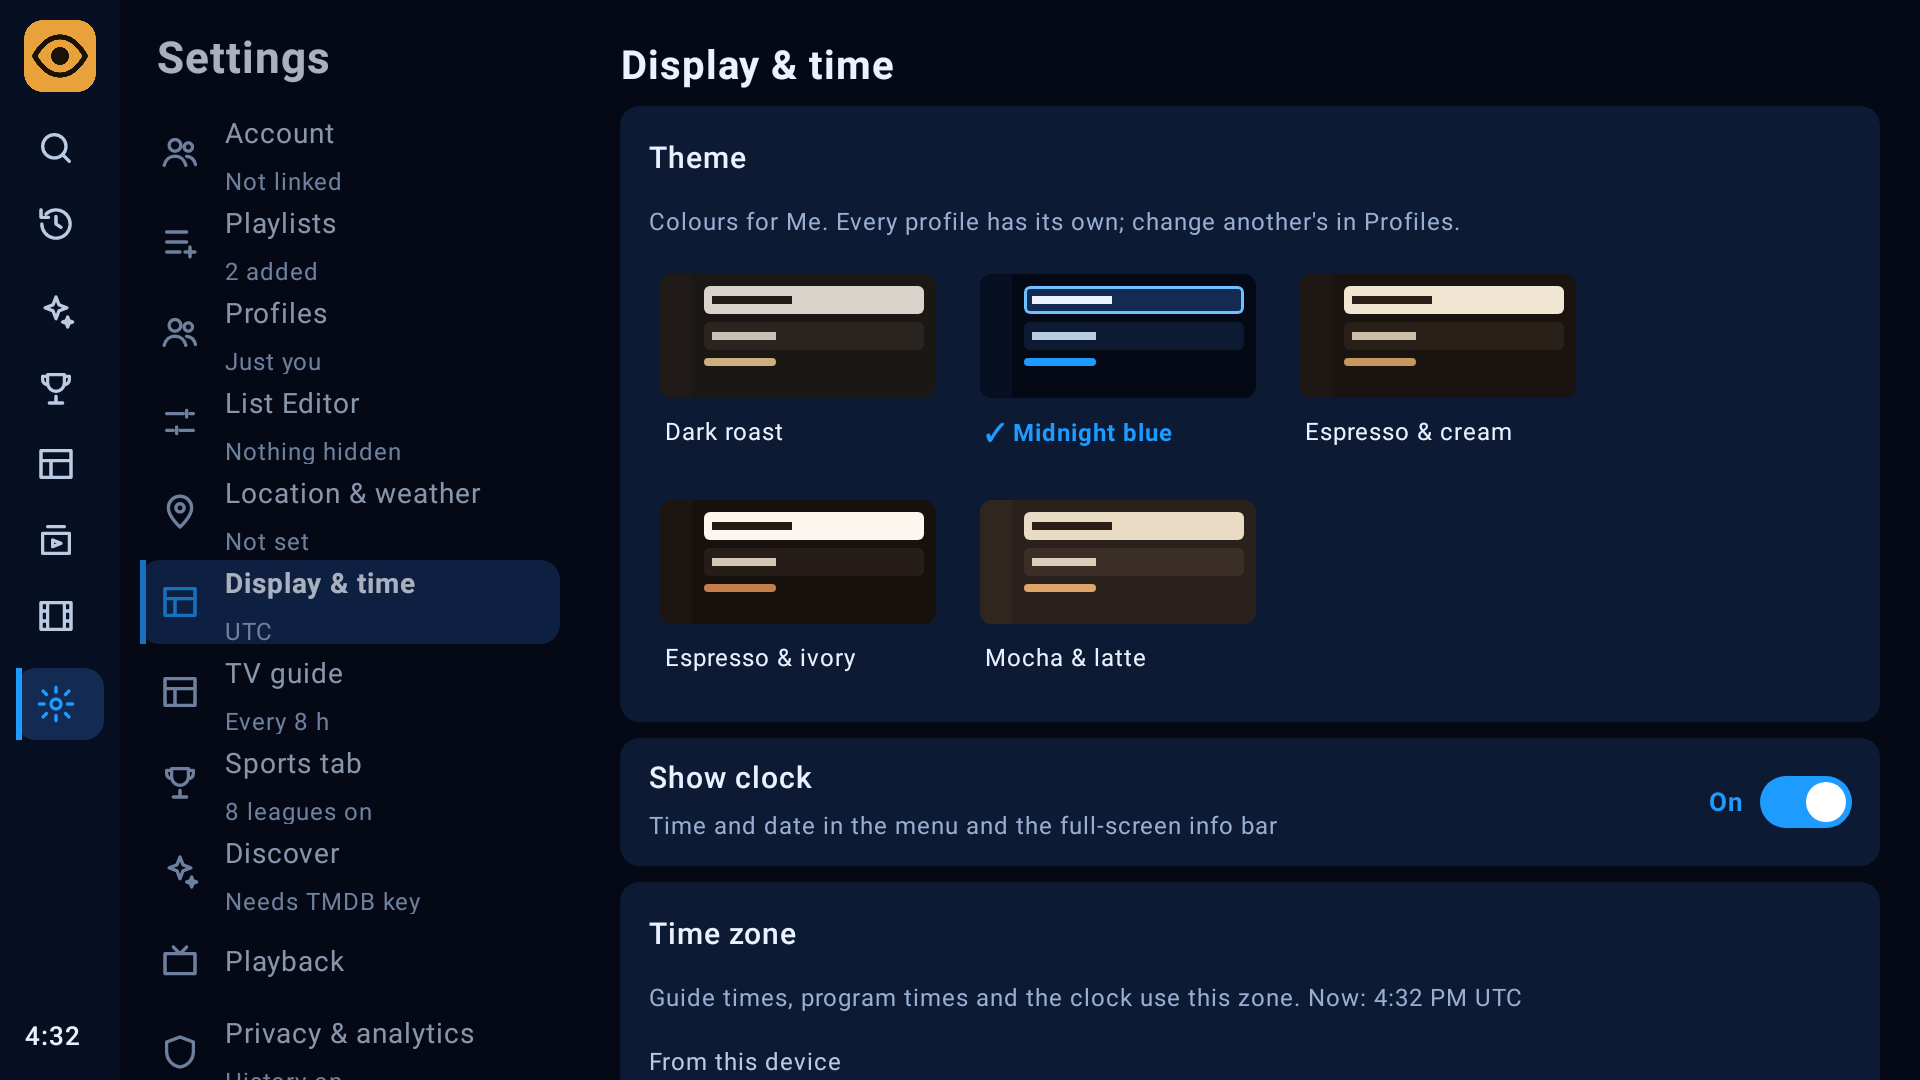 Settings
Account
Not linked
Playlists
2 added
Profiles
Just you
List Editor
Nothing hidden
Location & weather
Not set
Display & time
UTC
TV guide
Every 8 h
Sports tab
8 leagues on
Discover
Needs TMDB key
Playback
Privacy & analytics
History on
4:32
Display & time
Theme
Colours for Me. Every profile has its own; change another's in Profiles.
Dark roast
✓ Midnight blue
Espresso & cream
Espresso & ivory
Mocha & latte
Show clock
Time and date in the menu and the full-screen info bar
On
Time zone
Guide times, program times and the clock use this zone. Now: 4:32 PM UTC
From this device